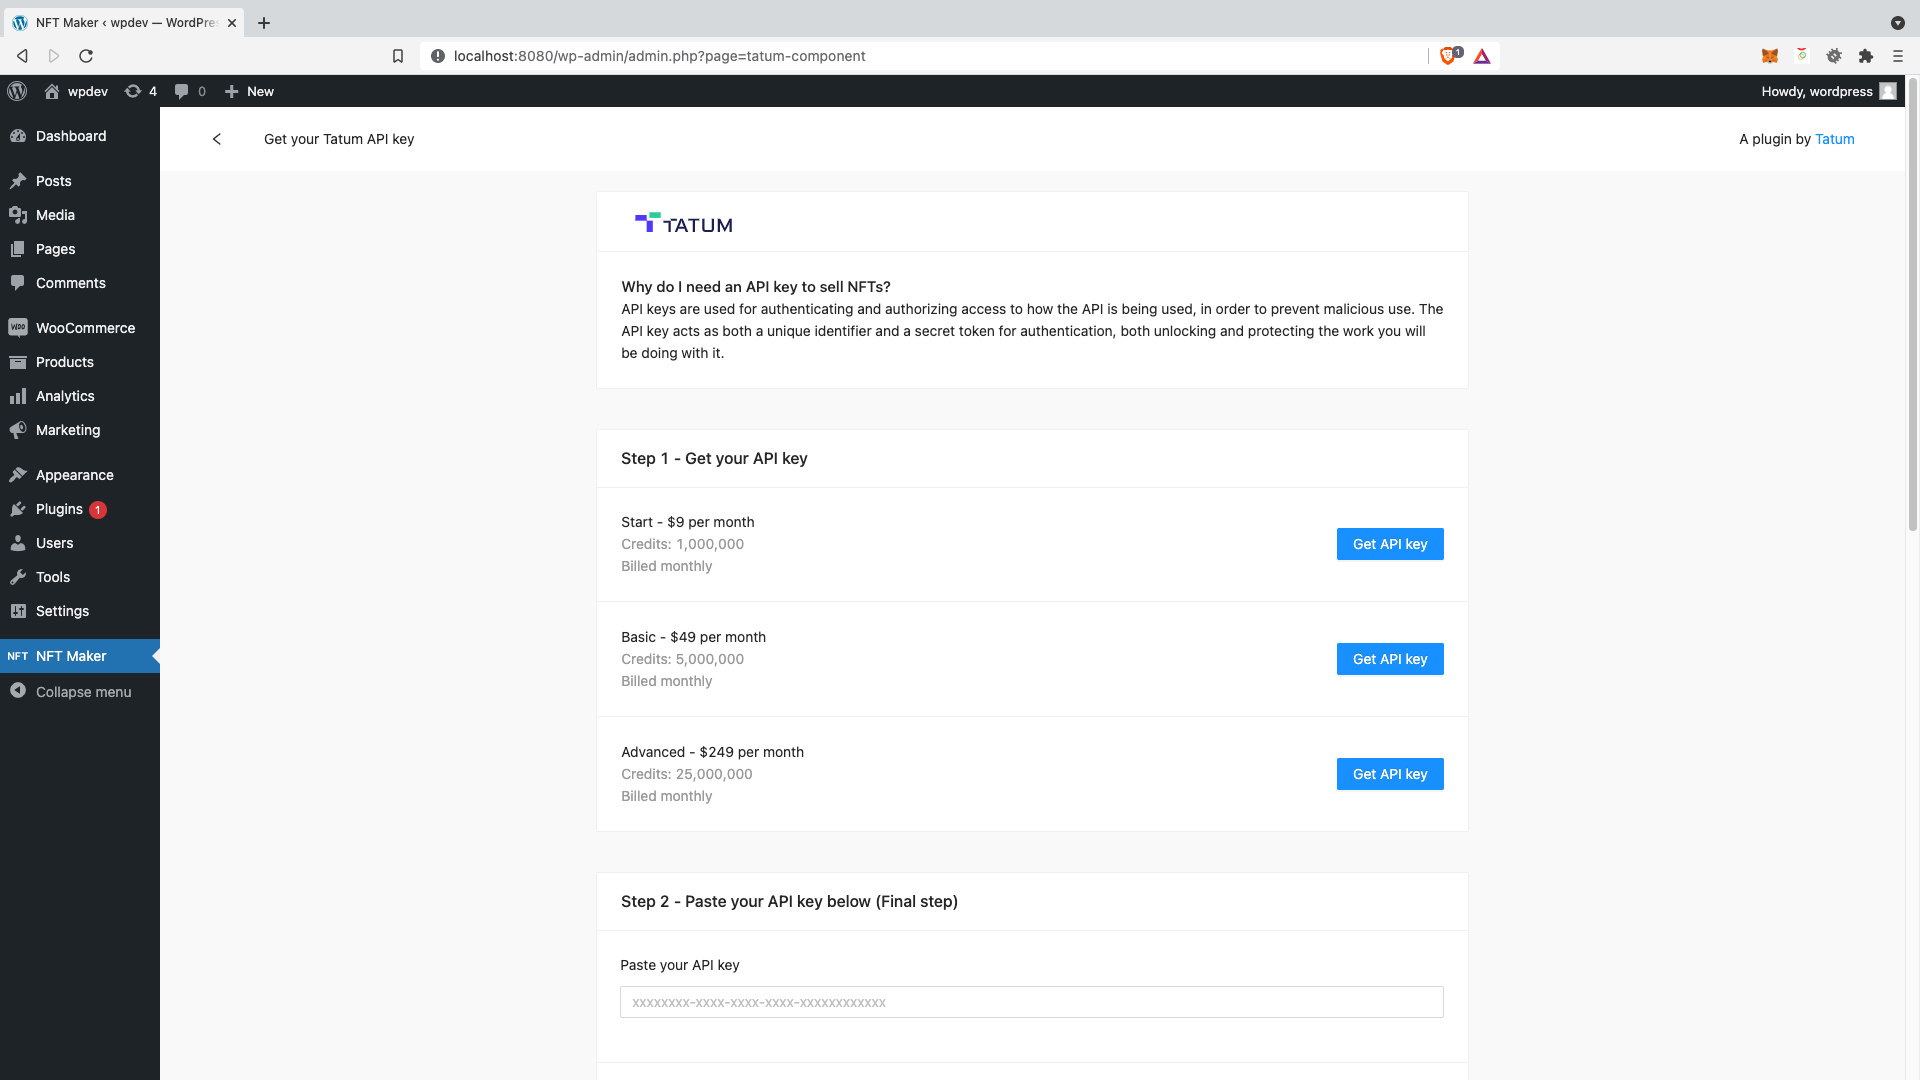 NFT Maker ‹ wpdev — WordPre
localhost:8080/wp-admin/admin.php?page=tatum-component
1
wpdev
4
0
New
Howdy, wordpress
Dashboard
Posts
Media
Pages
Comments
WOO WooCommerce
Products
Analytics
Marketing
Appearance
Plugins 1
Users
Tools
Settings
NFT NFT Maker
Collapse menu
Get your Tatum API key
A plugin by Tatum
TATUM
Why do I need an API key to sell NFTs?
API keys are used for authenticating and authorizing access to how the API is being used, in order to prevent malicious use. The
API key acts as both a unique identifier and a secret token for authentication, both unlocking and protecting the work you will
be doing with it.
Step 1 - Get your API key
Start - $9 per month
Credits: 1,000,000
Billed monthly
Get API key
Basic - $49 per month
Credits: 5,000,000
Billed monthly
Get API key
Advanced - $249 per month
Credits: 25,000,000
Billed monthly
Get API key
Step 2 - Paste your API key below (Final step)
Paste your API key
xxxxxxxx-xxxx-xxxx-xxxx-xxxxxxxxxxxx